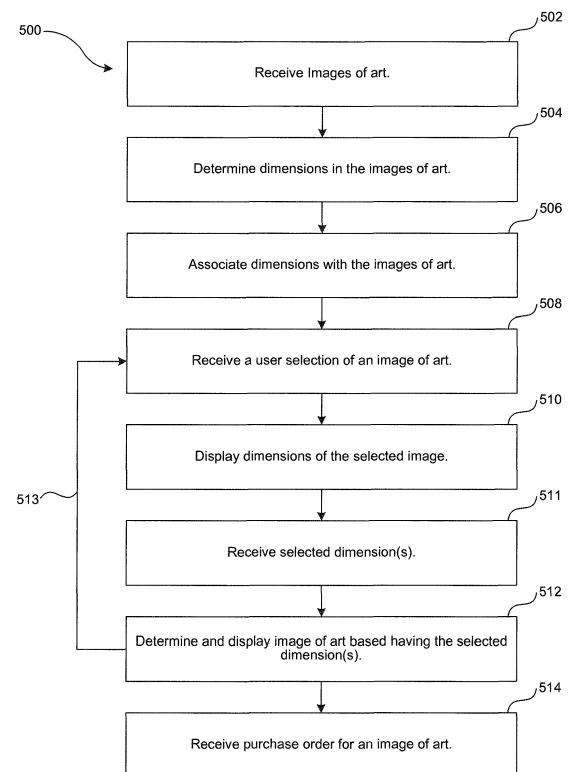 500
502
Receive Images of art.
504
Determine dimensions in the images of art.
506
Associate dimensions with the images of art.
508
Receive a user selection of an image of art.
510
Display dimensions of the selected image.
513
511
Receive selected dimension(s).
512
Determine and display image of art based having the selected
dimension(s).
514
Receive purchase order for an image of art.